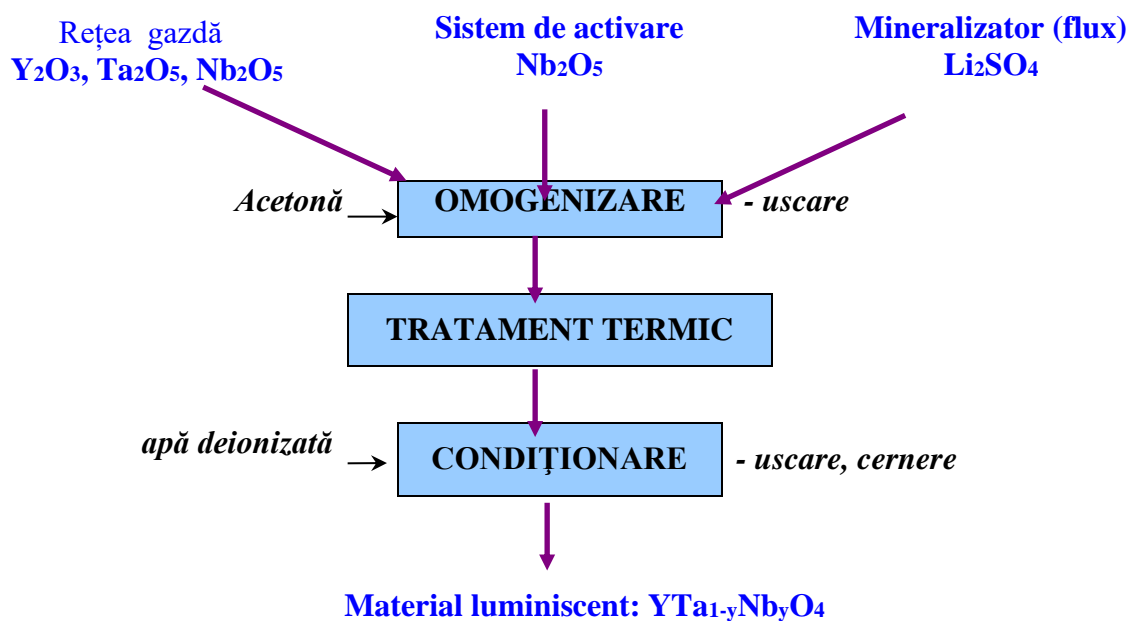 Rețea gazdă
Y2O3, Ta2O5, Nb2O5
Sistem de activare
Nb2O5
Mineralizator (flux)
Li2SO4
Acetonă
OMOGENIZARE
- uscare
TRATAMENT TERMIC
apă deionizată
CONDIŢIONARE
- uscare, cernere
Material luminiscent: YTa1-yNbyO4